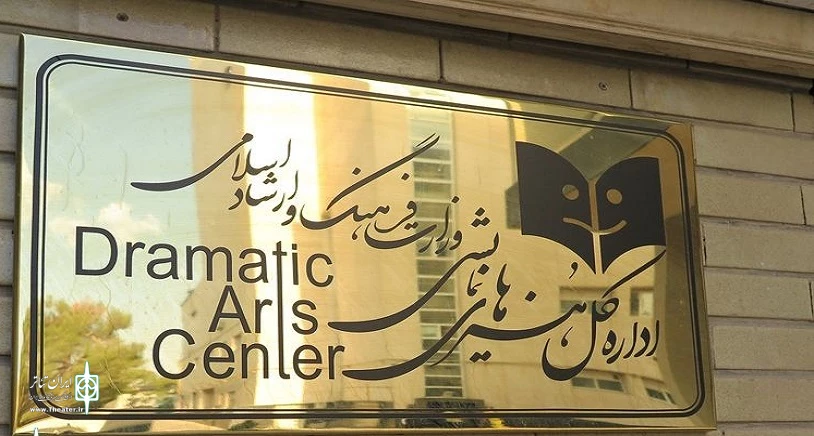 اداره کل هنرهای نمایشی
وزارت فرهنگ و ارشاد اسلامی
Dramatic
Arts
Center
ایران تئاتر
www.Theater.ir